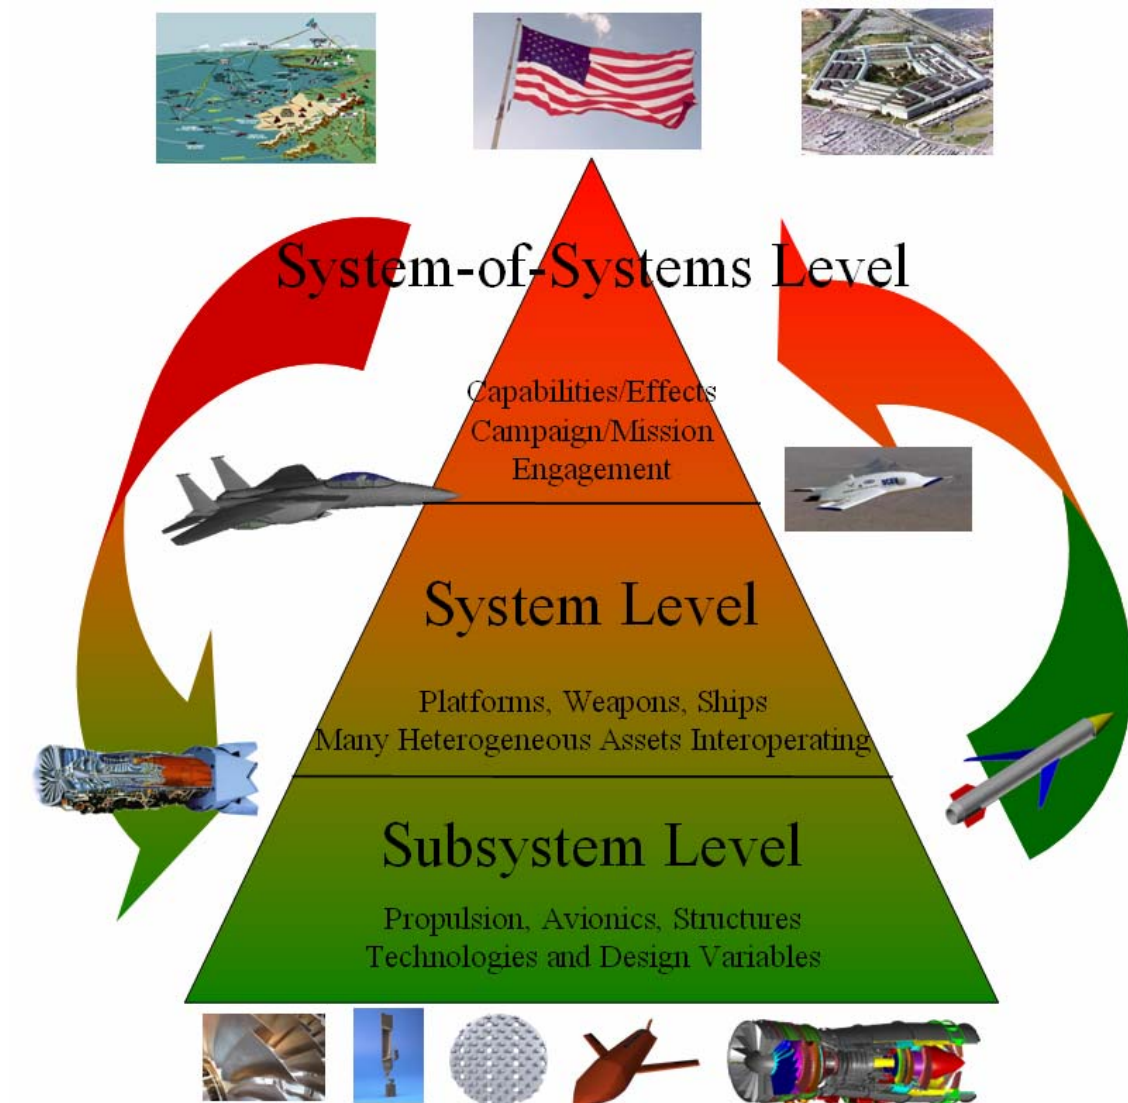 System-of-Systems Level
Capabilities/Effects
Campaign/Mission
Engagement
System Level
Platforms, Weapons, Ships
Many Heterogeneous Assets Interoperating
Subsystem Level
Propulsion, Avionics, Structures
Technologies and Design Variables